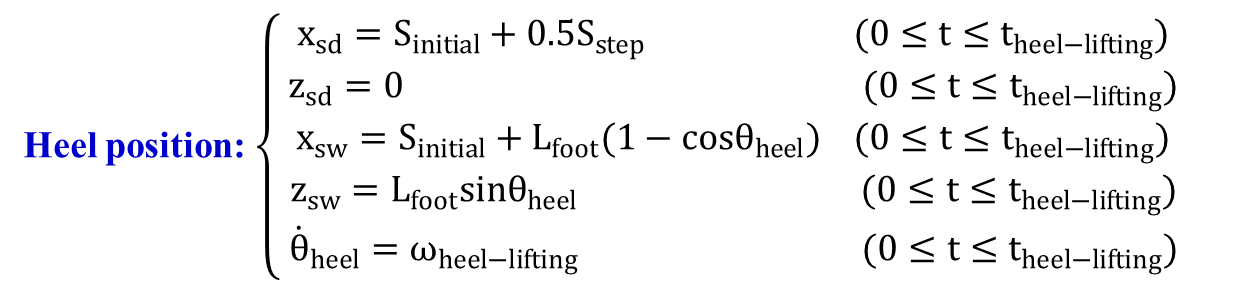 x_sd = S_initial + 0.5S_step (0 ≤ t ≤ t_heel−lifting)
z_sd = 0 (0 ≤ t ≤ t_heel−lifting)
Heel position: x_sw = S_initial + L_foot(1 − cosθ_heel) (0 ≤ t ≤ t_heel−lifting)
z_sw = L_foot sinθ_heel (0 ≤ t ≤ t_heel−lifting)
θ̇_heel = ω_heel−lifting (0 ≤ t ≤ t_heel−lifting)